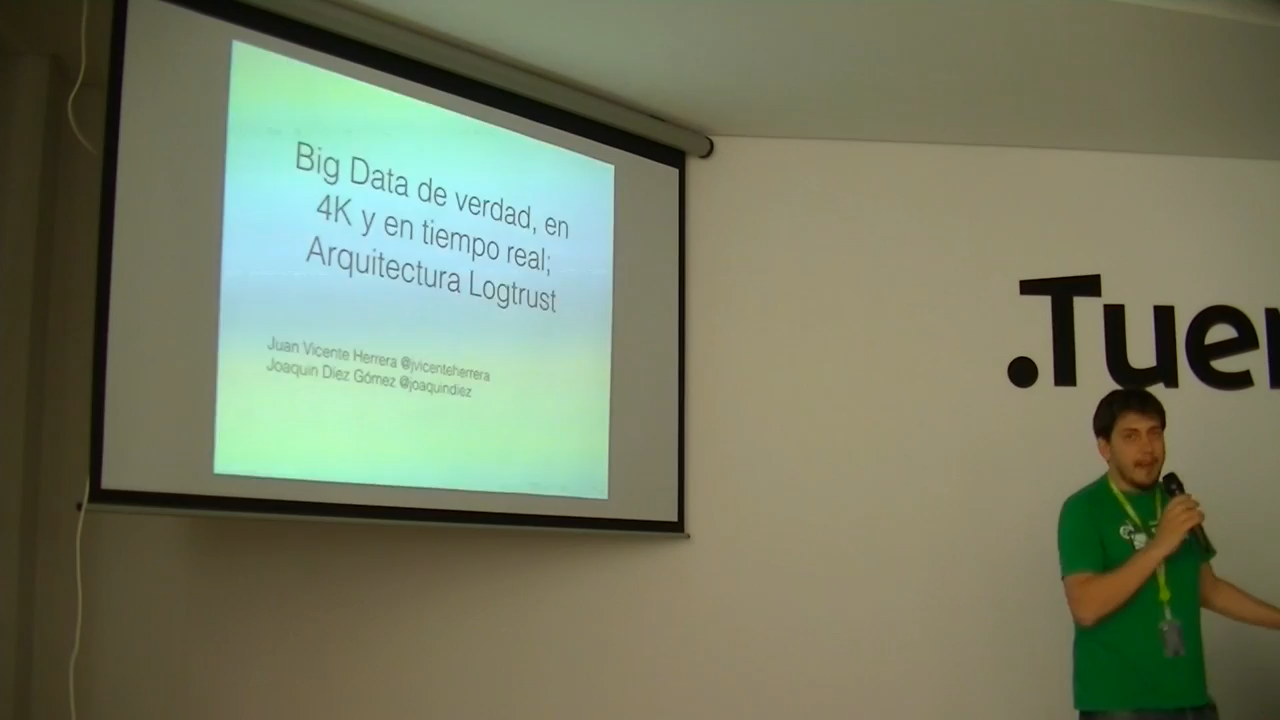 Big Data de verdad, en
4K y en tiempo real;
Arquitectura Logtrust
Juan Vicente Herrera @jvicenteherrera
Joaquin Díez Gómez @joaquindiez
.Tuen